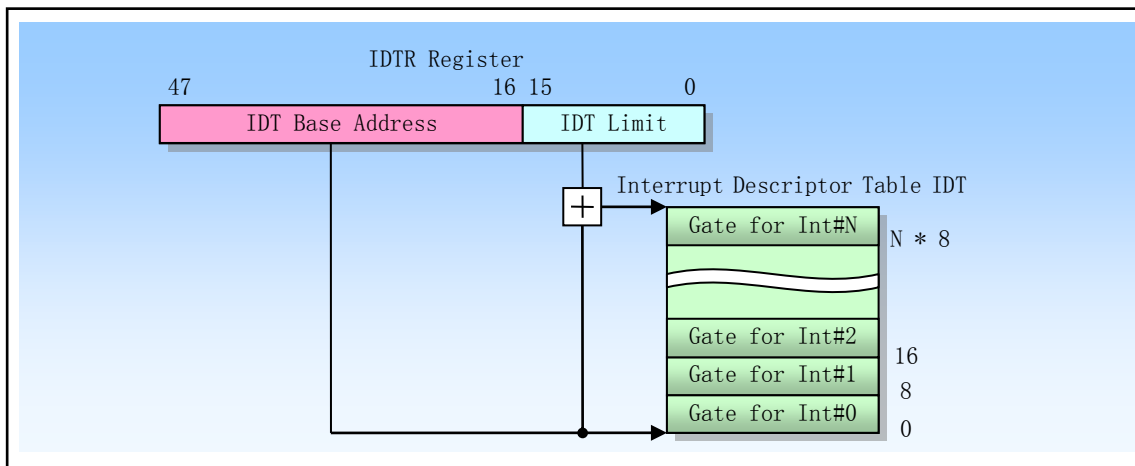 IDTR Register
47 16 15 0
IDT Base Address IDT Limit
+
Interrupt Descriptor Table IDT
Gate for Int#N
N * 8
Gate for Int#2
16
Gate for Int#1
8
Gate for Int#0
0